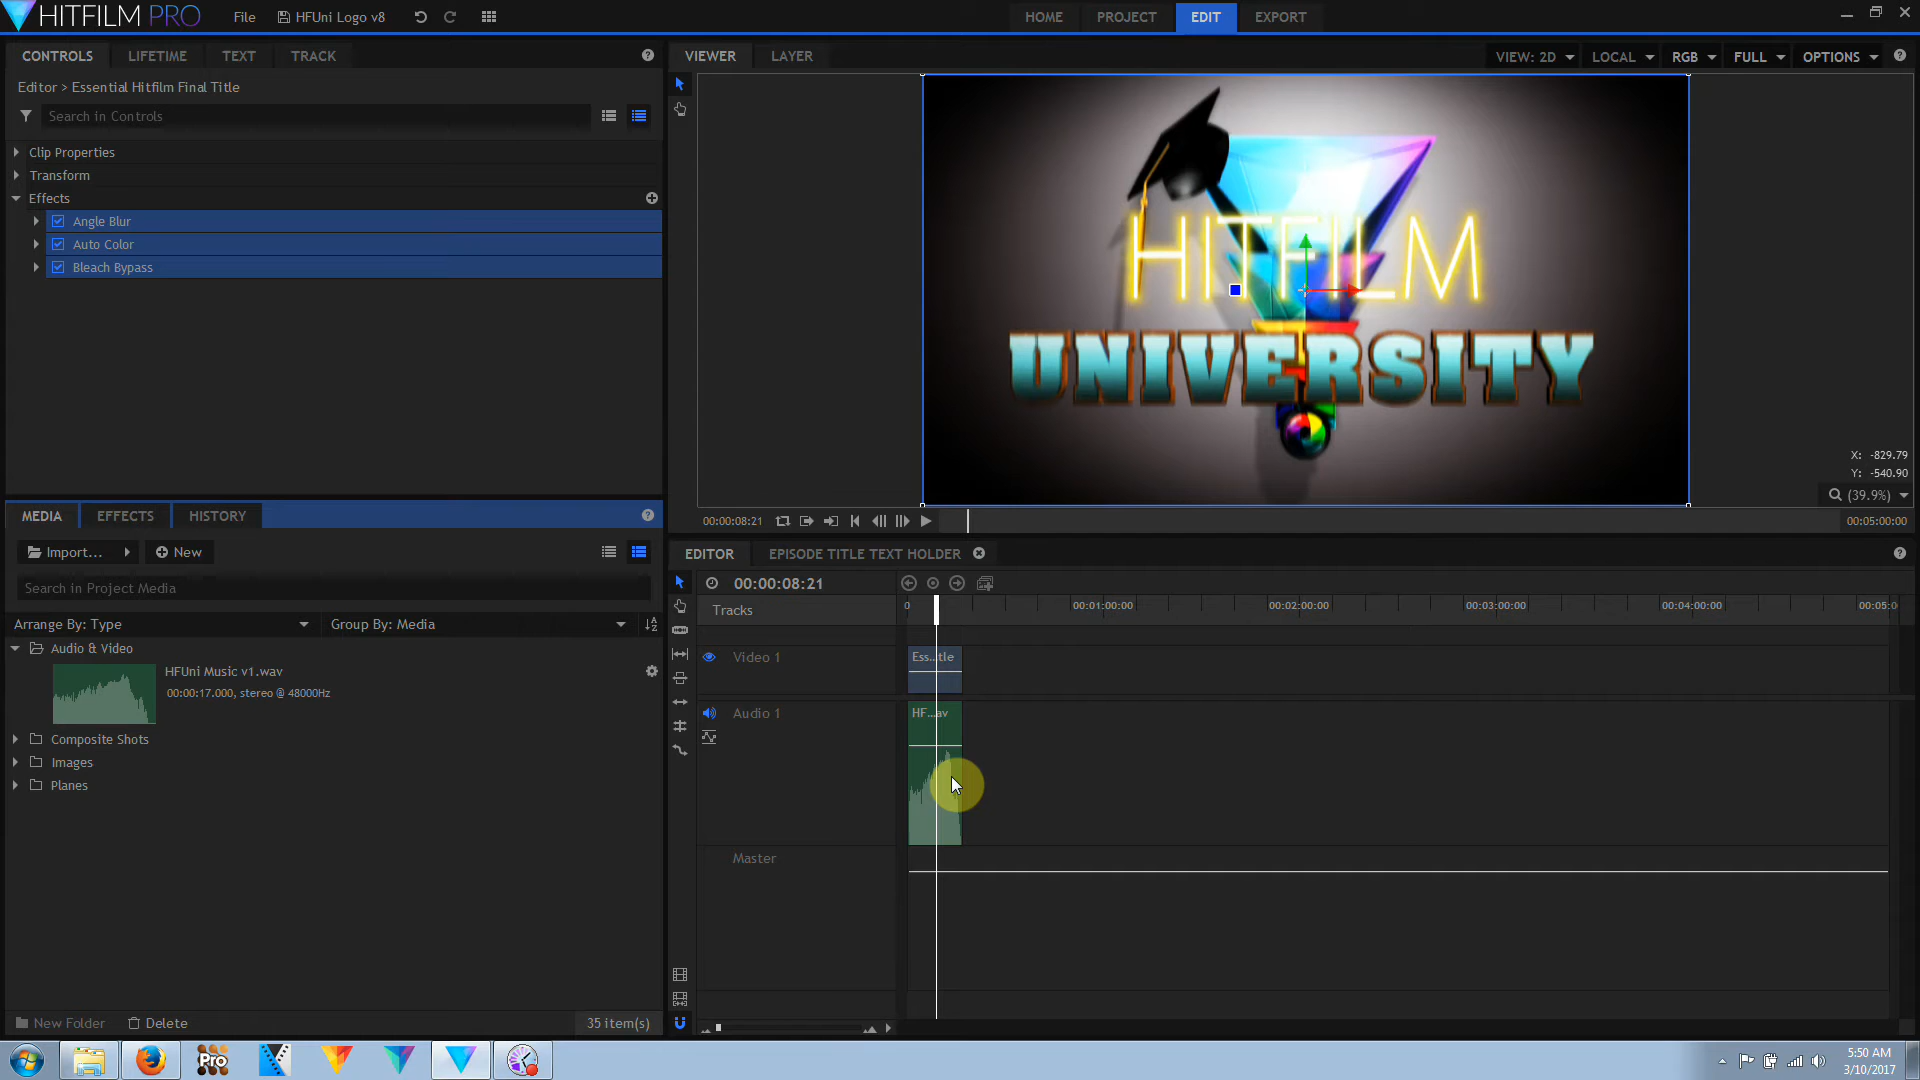 HITFILM PRO
File
HFUni Logo v8
HOME
PROJECT
EDIT
EXPORT
CONTROLS
LIFETIME
TEXT
TRACK
VIEWER
LAYER
VIEW: 2D
LOCAL
RGB
FULL
OPTIONS
Editor > Essential Hitfilm Final Title
Search in Controls
Clip Properties
Transform
Effects
Angle Blur
Auto Color
Bleach Bypass
HITFILM
UNIVERSITY
X: -829.79
Y: -540.90
(39.9%)
00:00:08:21
00:05:00:00
MEDIA
EFFECTS
HISTORY
Import...
New
Search in Project Media
Arrange By: Type
Group By: Media
Audio & Video
HFUni Music v1.wav
00:00:17.000, stereo @ 48000Hz
Composite Shots
Images
Planes
New Folder
Delete
35 item(s)
EDITOR
EPISODE TITLE TEXT HOLDER
00:00:08:21
Tracks
0
00:01:00:00
00:02:00:00
00:03:00:00
00:04:00:00
00:05:0
Video 1
Ess...tle
Audio 1
HF...av
Master
Pro
5:50 AM
3/10/2017